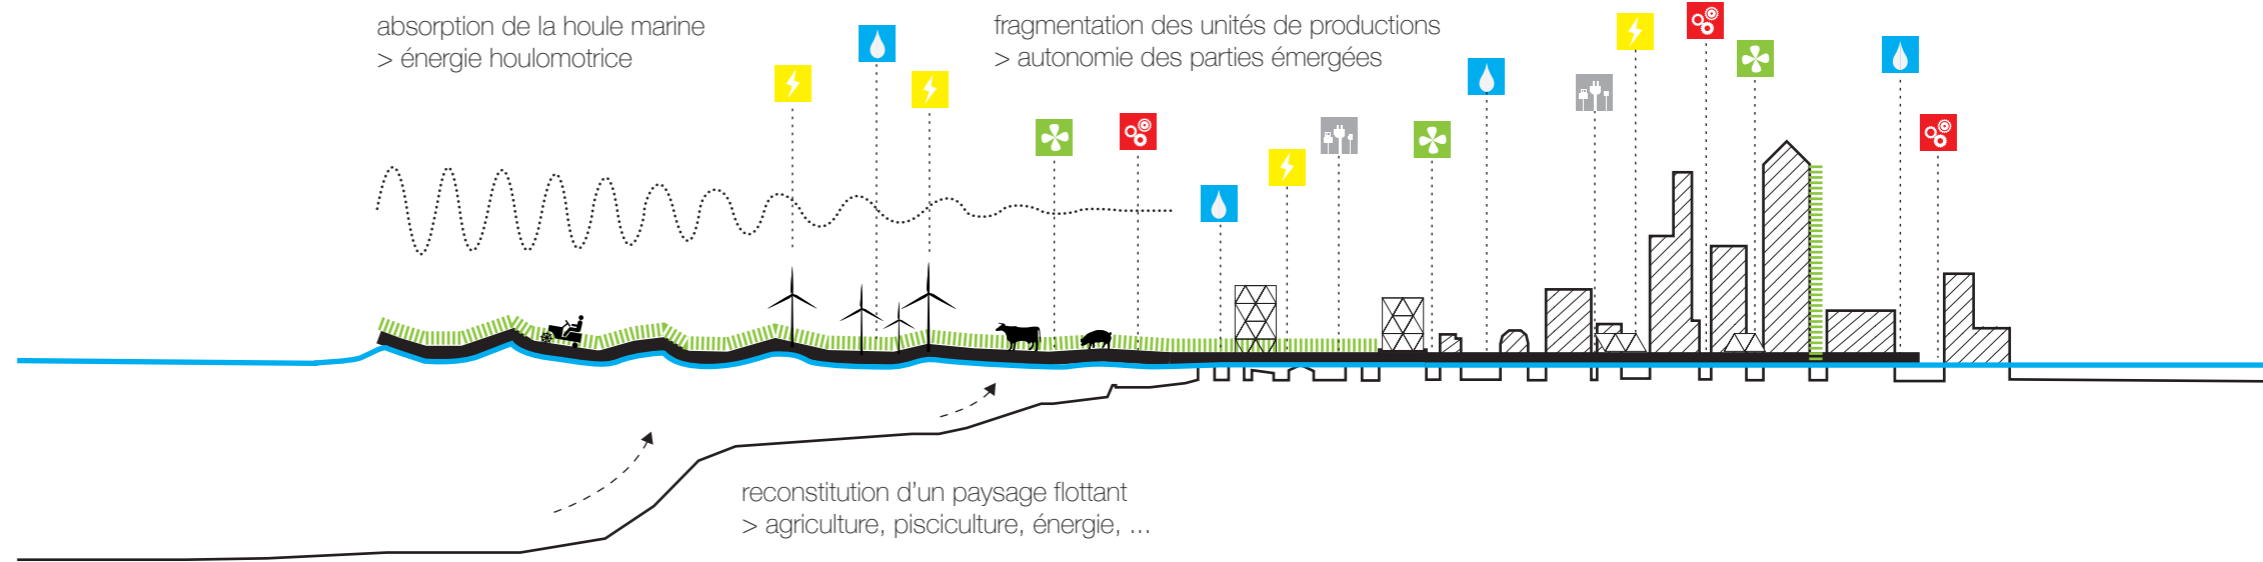 absorption de la houle marine
> énergie houlomotrice
fragmentation des unités de productions
> autonomie des parties émergées
reconstitution d’un paysage flottant
> agriculture, pisciculture, énergie, ...